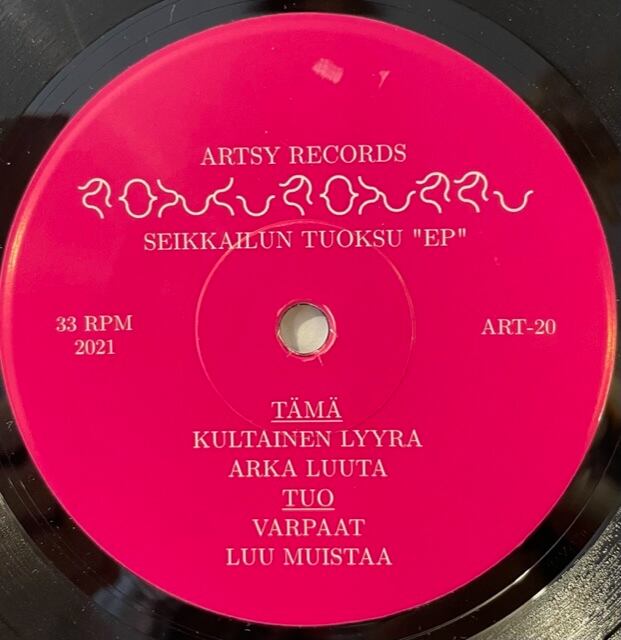 ARTSY RECORDS
SEIKKAILUN TUOKSU "EP"
33 RPM
2021
ART-20
TÄMÄ
KULTAINEN LYYRA
ARKA LUUTA
TUO
VARPAAT
LUU MUISTAA